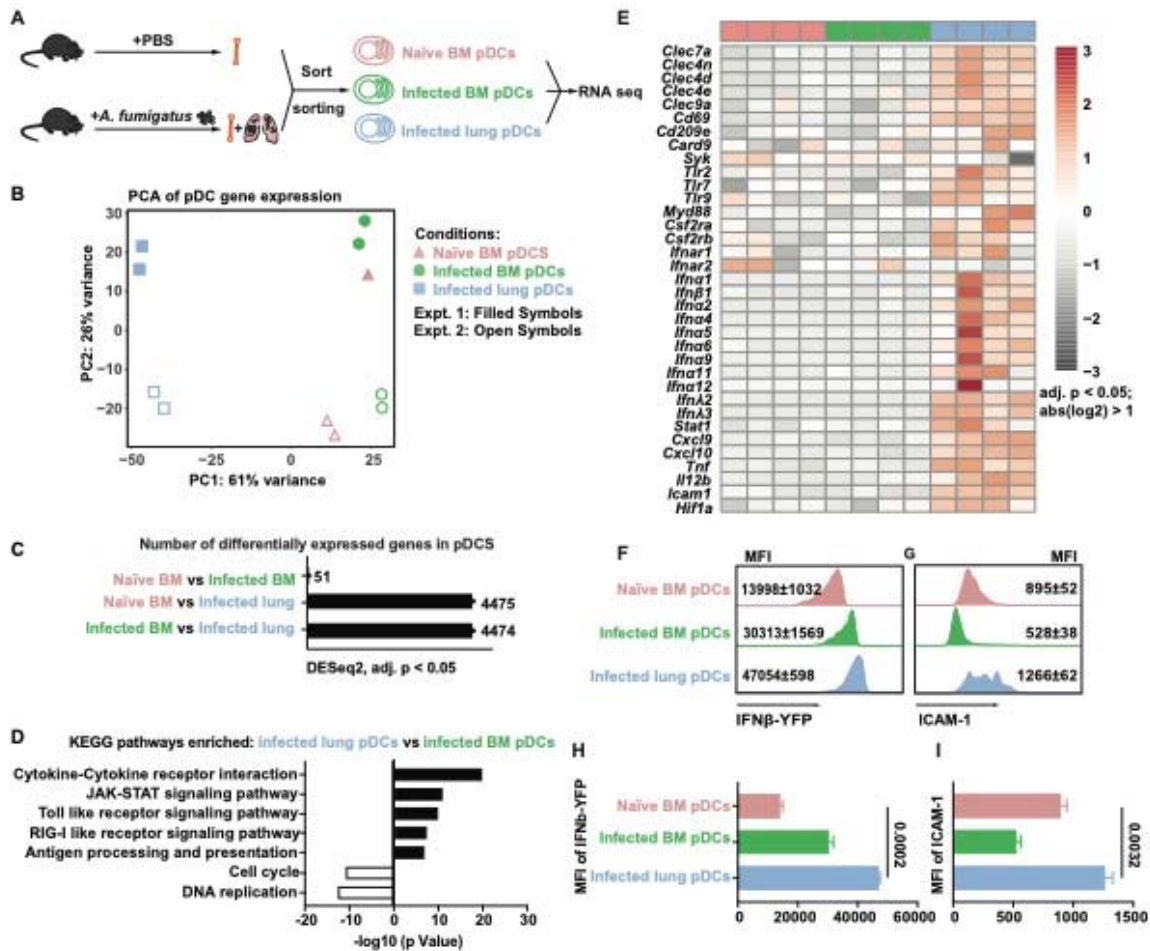 A
+PBS
+A. fumigatus
+
Sort
sorting
Naïve BM pDCs
Infected BM pDCs
Infected lung pDCs
RNA seq
B
PCA of pDC gene expression
PC2: 26% variance
30
20
10
0
−10
−20
−50
−25
0
25
PC1: 61% variance
Conditions:
Naïve BM pDCS
Infected BM pDCs
Infected lung pDCs
Expt. 1: Filled Symbols
Expt. 2: Open Symbols
C
Number of differentially expressed genes in pDCS
Naïve BM vs Infected BM
51
Naïve BM vs Infected lung
4475
Infected BM vs Infected lung
4474
DESeq2, adj. p < 0.05
D
KEGG pathways enriched: infected lung pDCs vs infected BM pDCs
Cytokine-Cytokine receptor interaction
JAK-STAT signaling pathway
Toll like receptor signaling pathway
RIG-I like receptor signaling pathway
Antigen processing and presentation
Cell cycle
DNA replication
-20 -10 0 10 20 30
-log10 (p Value)
E
Clec7a
Clec4n
Clec4d
Clec4e
Clec9a
Cd69
Cd209e
Card9
Syk
Tlr2
Tlr7
Tlr9
Myd88
Csf2ra
Csf2rb
Ifnar1
Ifnar2
Ifnα1
Ifnβ1
Ifnα2
Ifnα4
Ifnα5
Ifnα6
Ifnα9
Ifnα11
Ifnα12
Ifnλ2
Ifnλ3
Stat1
Cxcl9
Cxcl10
Tnf
Il12b
Icam1
Hif1a
3
2
1
0
−1
−2
−3
adj. p < 0.05;
abs(log2) > 1
F
MFI
G
MFI
Naïve BM pDCs
13998±1032
895±52
Infected BM pDCs
30313±1569
528±38
Infected lung pDCs
47054±598
1266±62
IFNβ-YFP
ICAM-1
H
MFI of IFNb-YFP
Naïve BM pDCs
Infected BM pDCs
Infected lung pDCs
0.0002
0 20000 40000 60000
I
MFI of ICAM-1
0.0032
0 500 1000 1500